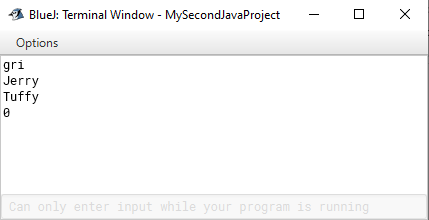 BlueJ: Terminal Window - MySecondJavaProject
Options
gri
Jerry
Tuffy
0
Can only enter input while your program is running